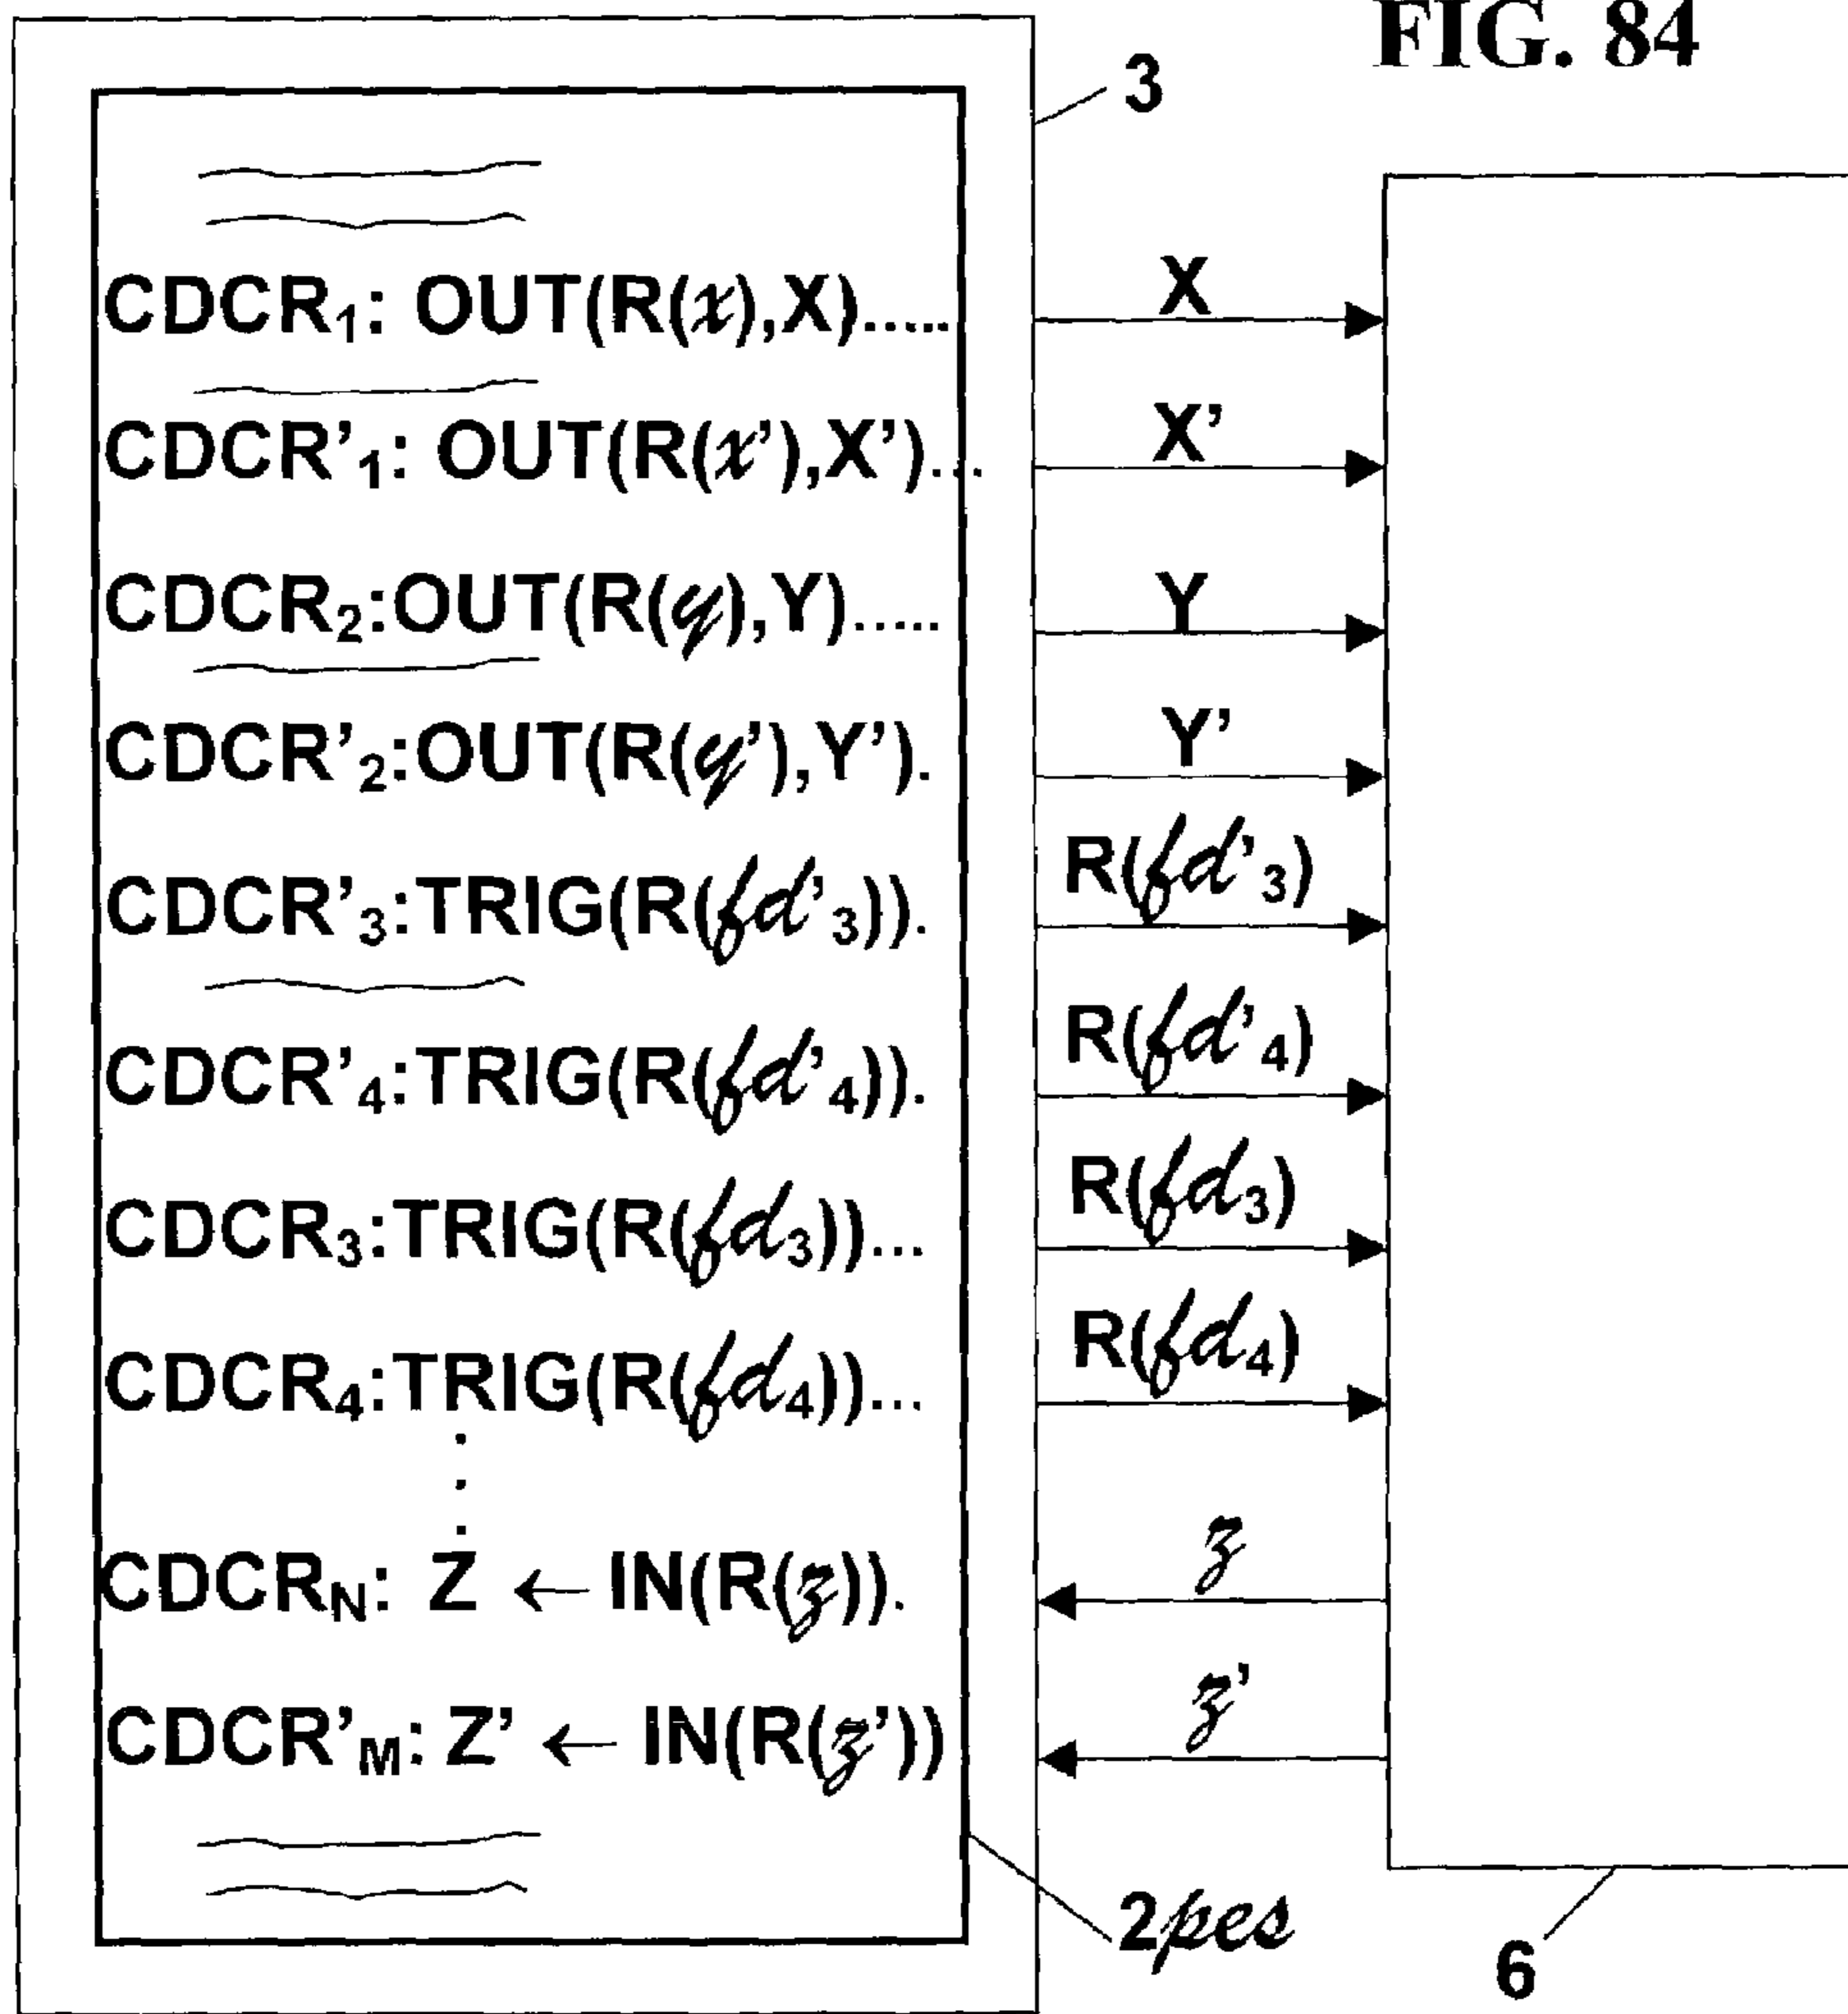 FIG. 84
3
CDCR₁: OUT(R(x),X).....
X
CDCR'₁: OUT(R(x'),X')...
X'
CDCR₂:OUT(R(y),Y).....
Y
CDCR'₂:OUT(R(y'),Y').
Y'
CDCR'₃:TRIG(R(fd'₃)).
R(fd'₃)
CDCR'₄:TRIG(R(fd'₄)).
R(fd'₄)
CDCR₃:TRIG(R(fd₃))...
R(fd₃)
CDCR₄:TRIG(R(fd₄))...
R(fd₄)
CDCR_N: Z ← IN(R(z)).
z
CDCR'_M: Z' ← IN(R(z'))
z'
2pes
6